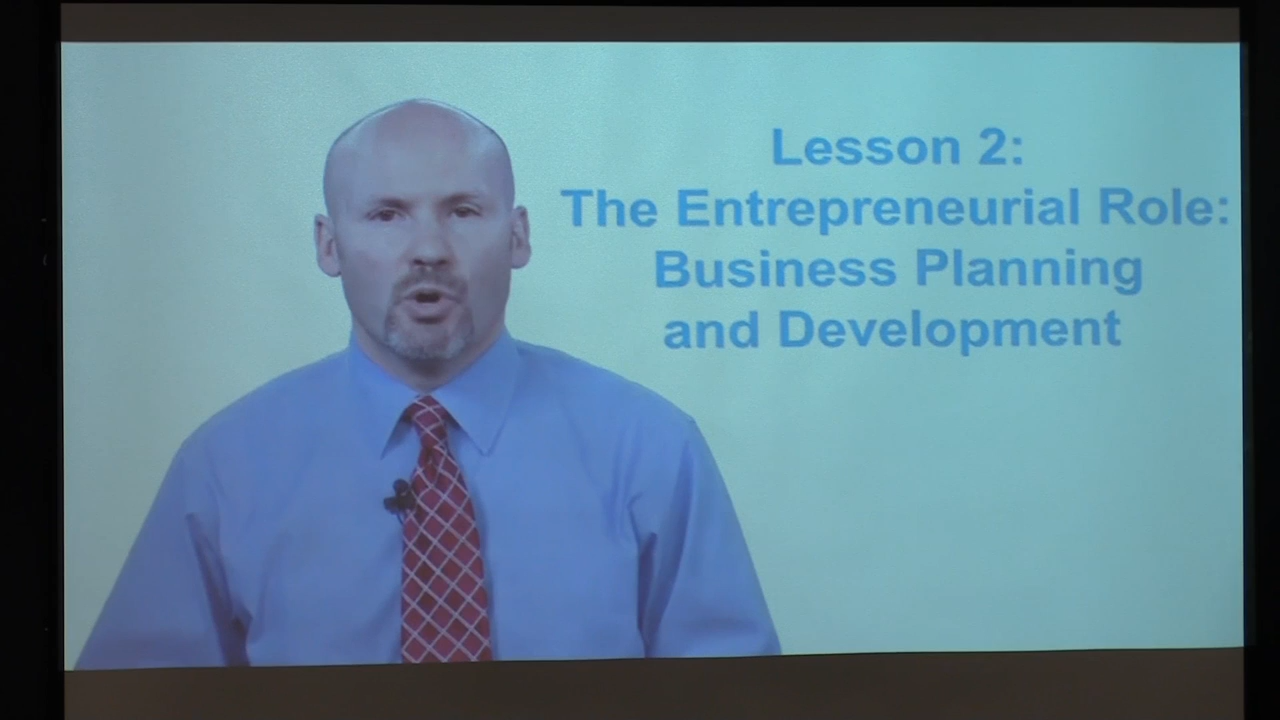 Lesson 2:
The Entrepreneurial Role:
Business Planning
and Development